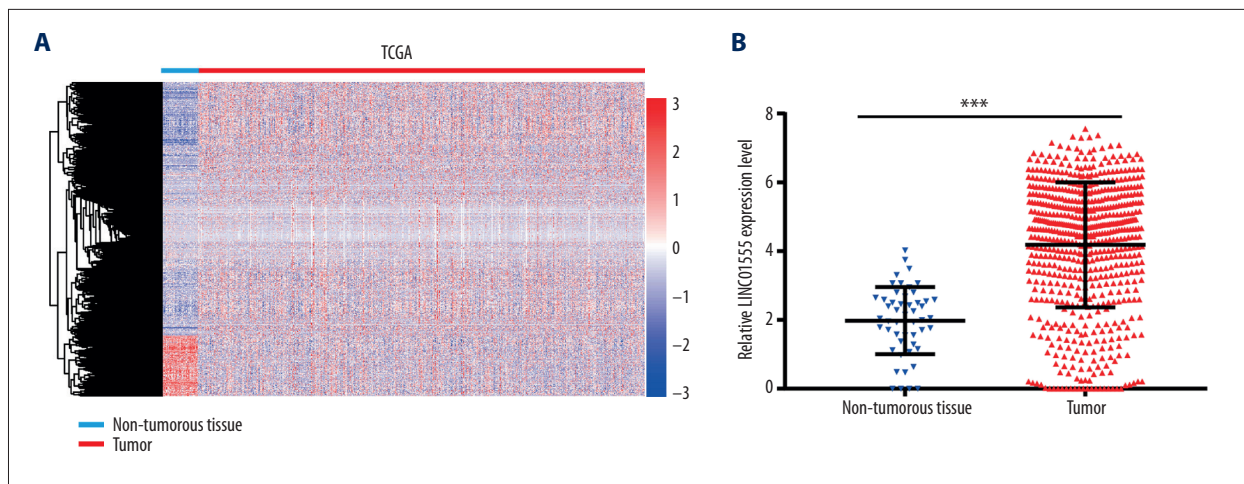 A
TCGA
3
2
1
0
−1
−2
−3
Non-tumorous tissue
Tumor
B
***
Relative LINC01555 expression level
8
6
4
2
0
Non-tumorous tissue
Tumor